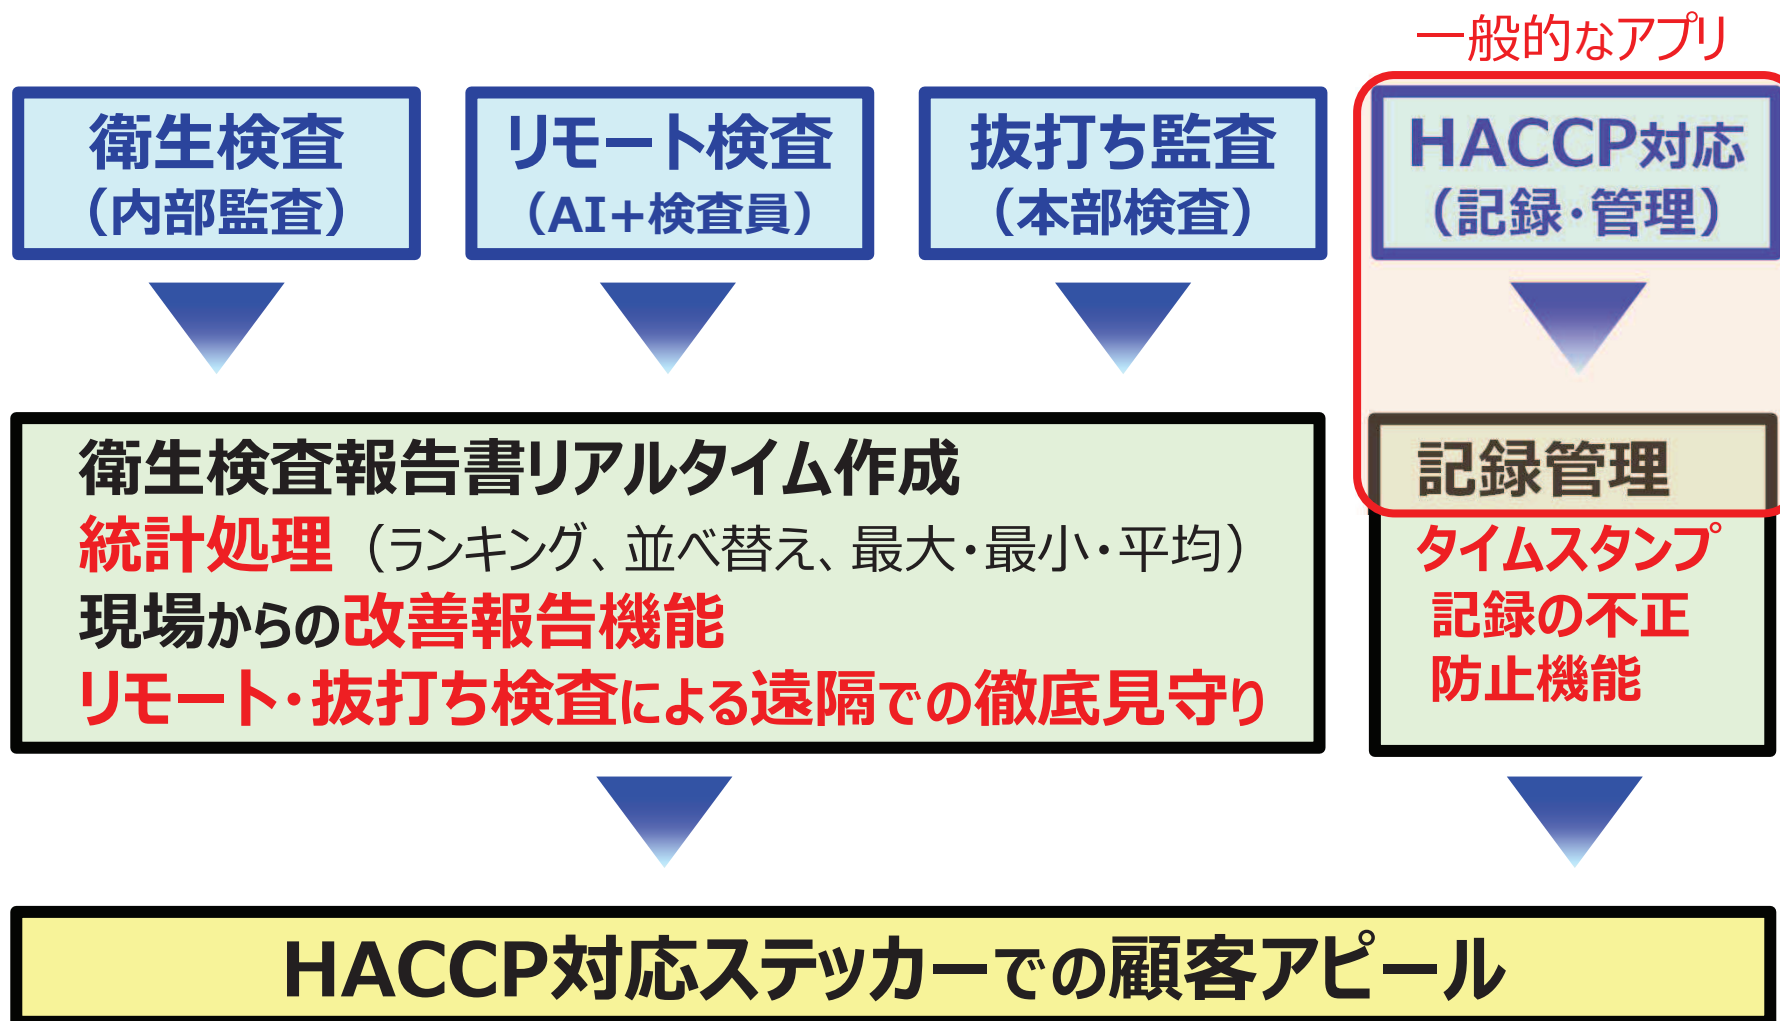 一般的なアプリ
衛生検査
（内部監査）
リモート検査
（AI+検査員）
抜打ち監査
（本部検査）
HACCP対応
（記録・管理）
衛生検査報告書リアルタイム作成
統計処理（ランキング、並べ替え、最大・最小・平均）
現場からの改善報告機能
リモート・抜打ち検査による遠隔での徹底見守り
記録管理
タイムスタンプ
記録の不正
防止機能
HACCP対応ステッカーでの顧客アピール